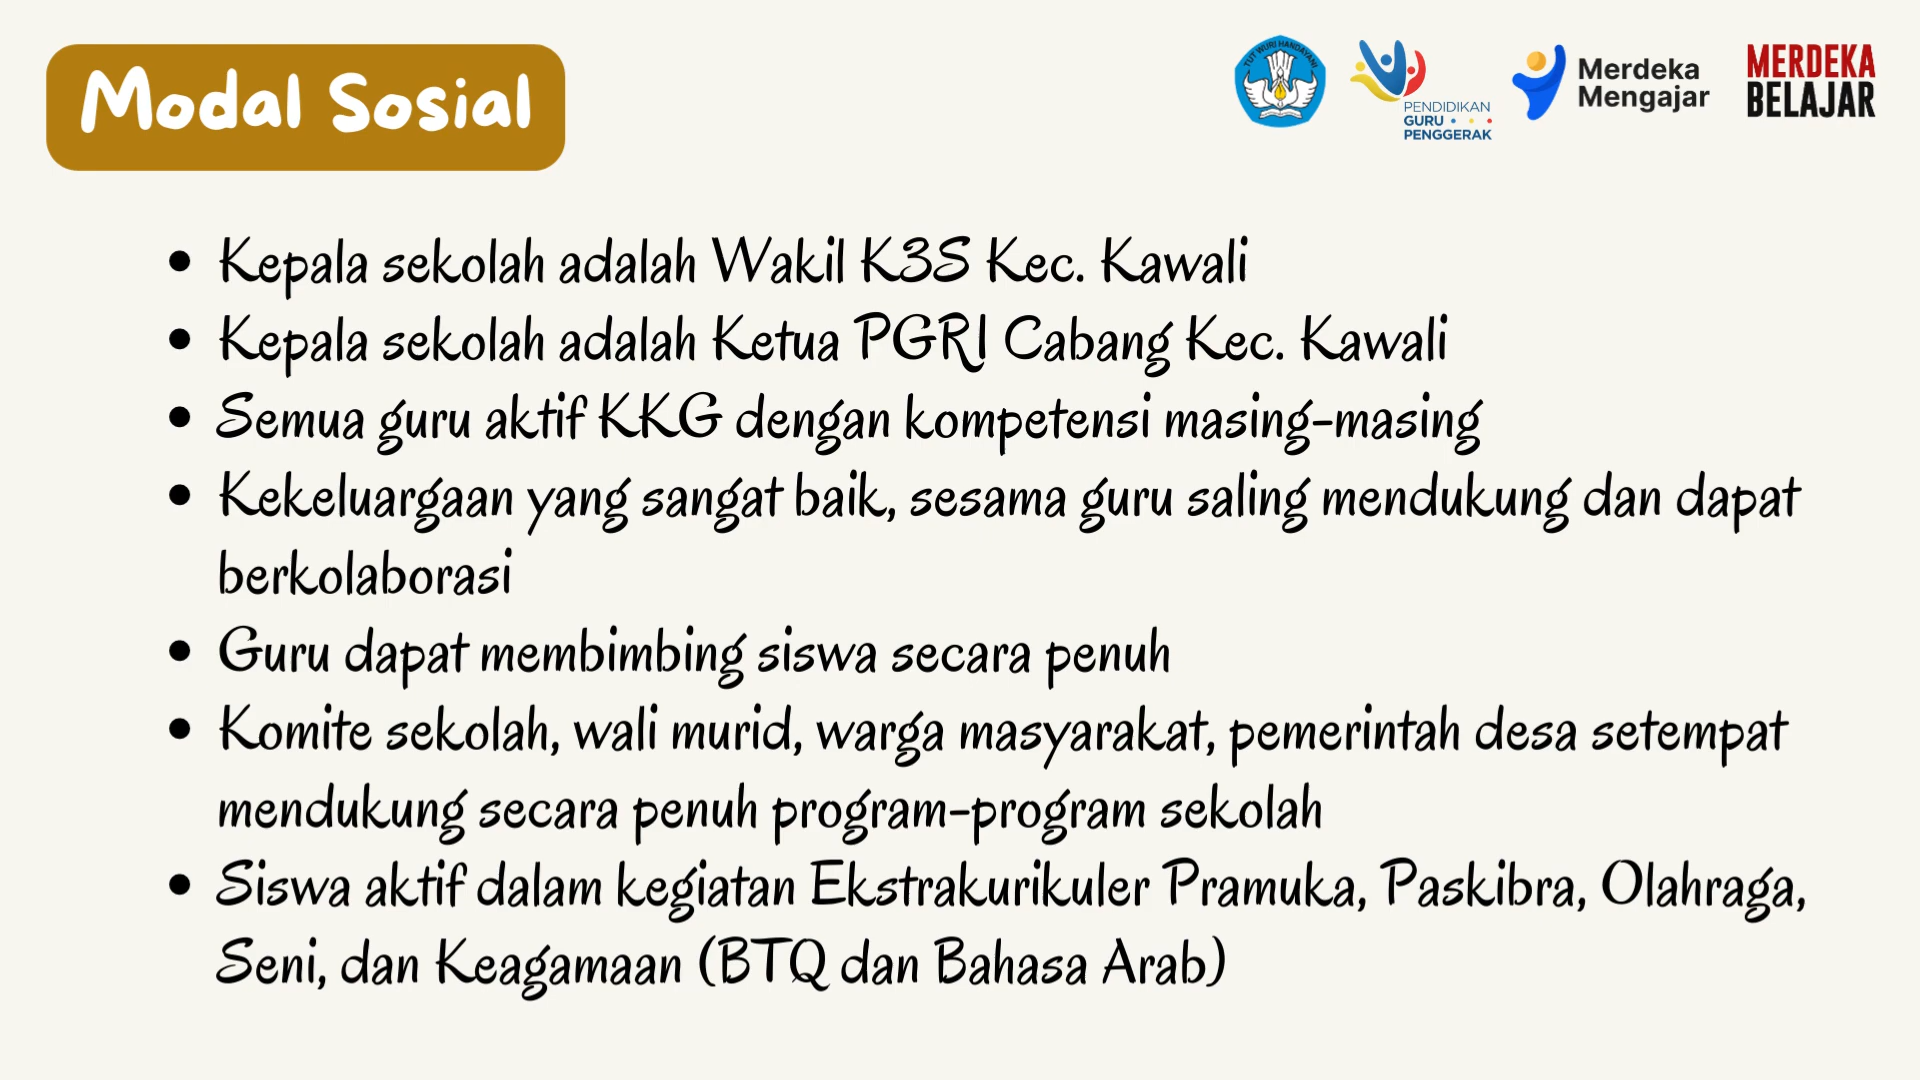 Modal Sosial
TUT WURI HANDAYANI
PENDIDIKAN
GURU
PENGGERAK
Merdeka
Mengajar
MERDEKA
BELAJAR
• Kepala sekolah adalah Wakil K3S Kec. Kawali
• Kepala sekolah adalah Ketua PGRI Cabang Kec. Kawali
• Semua guru aktif KKG dengan kompetensi masing-masing
• Kekeluargaan yang sangat baik, sesama guru saling mendukung dan dapat
berkolaborasi
• Guru dapat membimbing siswa secara penuh
• Komite sekolah, wali murid, warga masyarakat, pemerintah desa setempat
mendukung secara penuh program-program sekolah
• Siswa aktif dalam kegiatan Ekstrakurikuler Pramuka, Paskibra, Olahraga,
Seni, dan Keagamaan (BTQ dan Bahasa Arab)